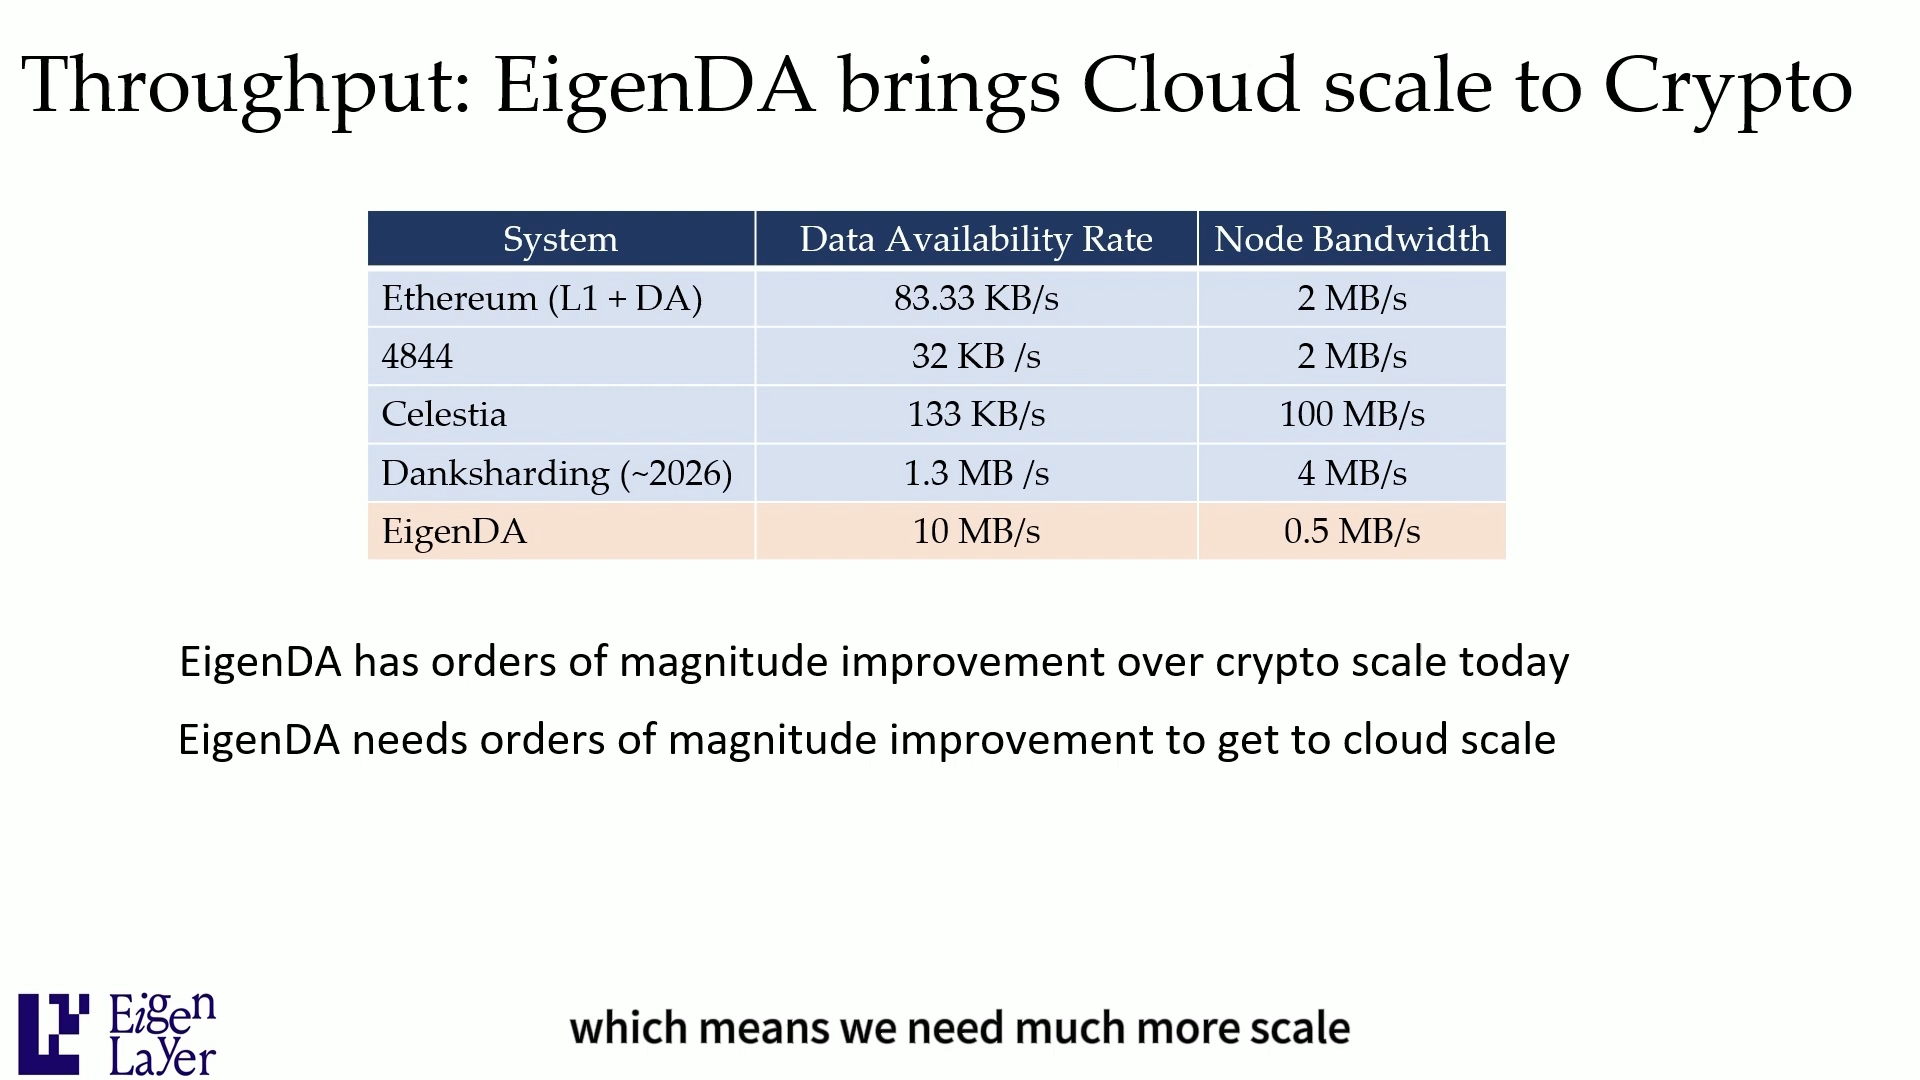 Throughput: EigenDA brings Cloud scale to Crypto
System Data Availability Rate Node Bandwidth
Ethereum (L1 + DA) 83.33 KB/s 2 MB/s
4844 32 KB /s 2 MB/s
Celestia 133 KB/s 100 MB/s
Danksharding (~2026) 1.3 MB /s 4 MB/s
EigenDA 10 MB/s 0.5 MB/s
EigenDA has orders of magnitude improvement over crypto scale today
EigenDA needs orders of magnitude improvement to get to cloud scale
Eigen
Layer
which means we need much more scale